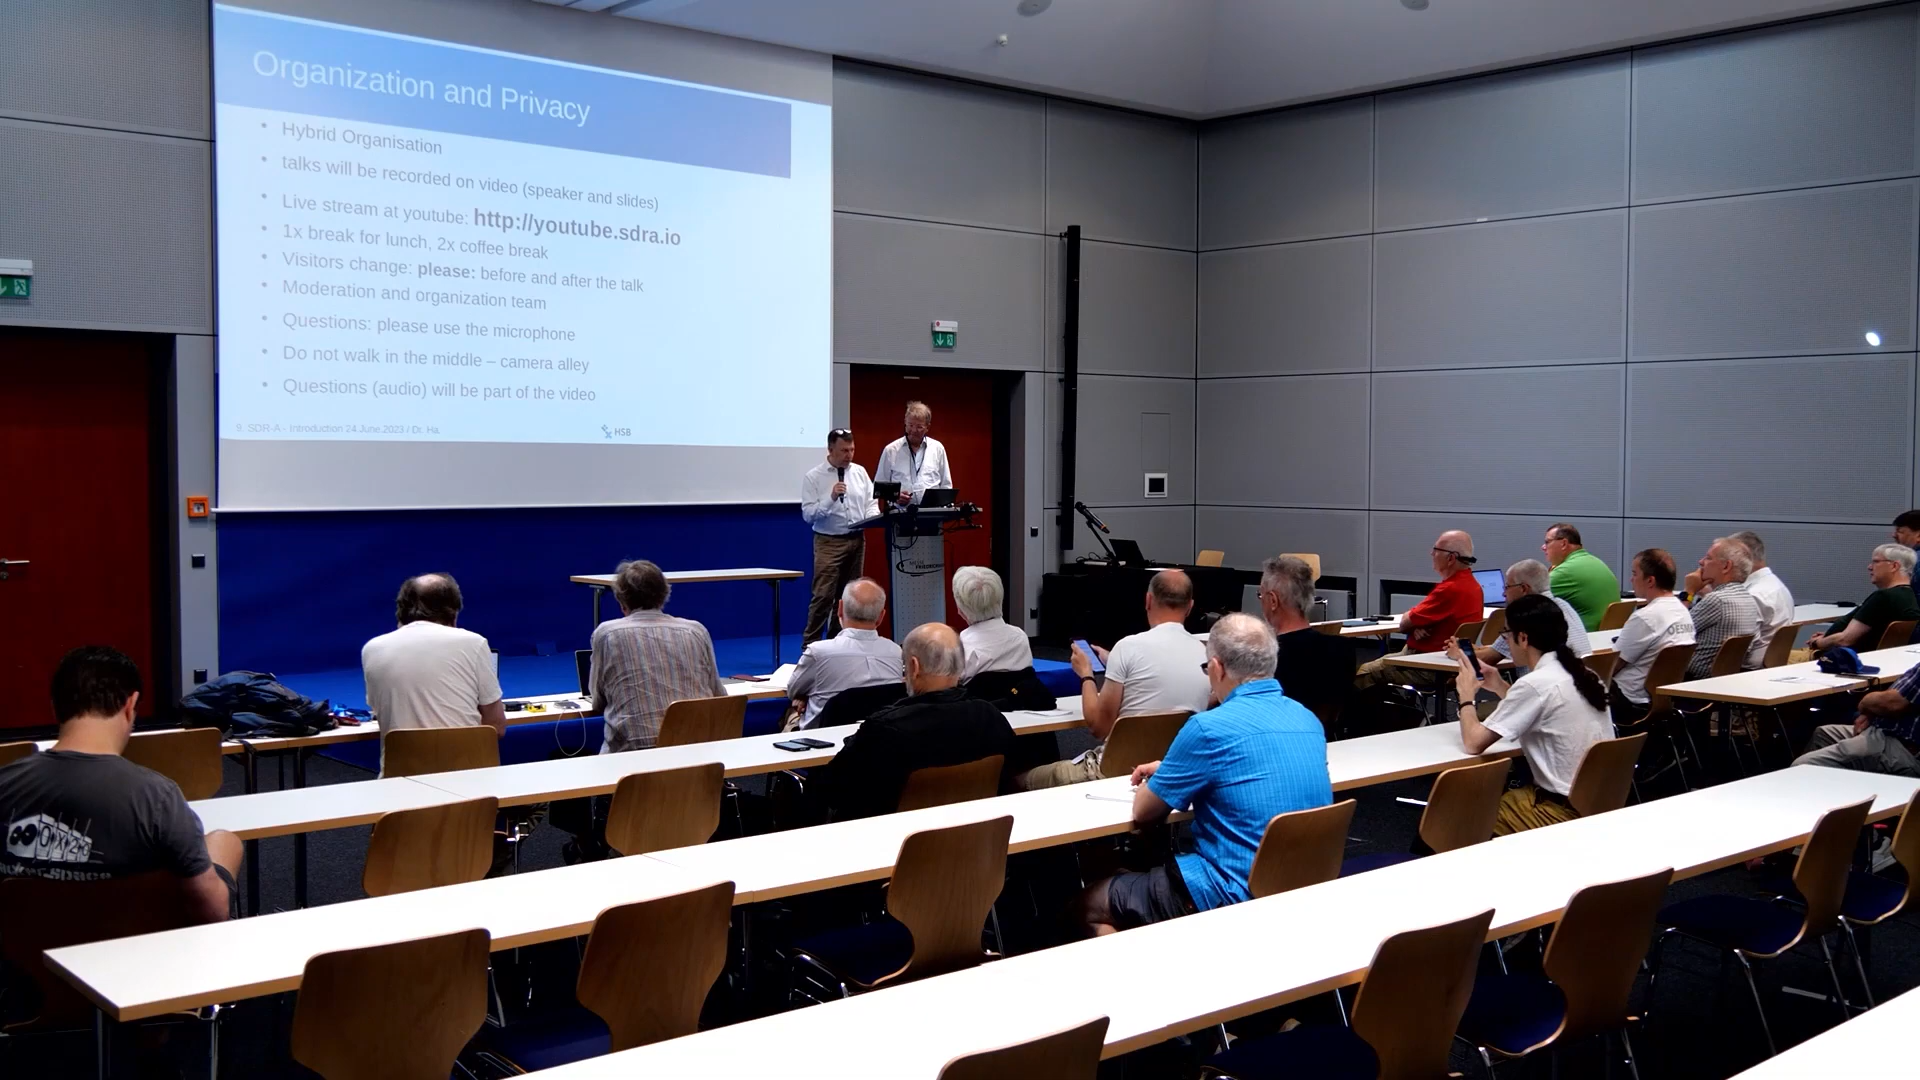 Organization and Privacy
• Hybrid Organisation
• talks will be recorded on video (speaker and slides)
• Live stream at youtube: http://youtube.sdra.io
• 1x break for lunch, 2x coffee break
• Visitors change: please: before and after the talk
• Moderation and organization team
• Questions: please use the microphone
• Do not walk in the middle – camera alley
• Questions (audio) will be part of the video
9. SDR-A - Introduction 24 June 2023 / Dr. Ha.
HSB
2